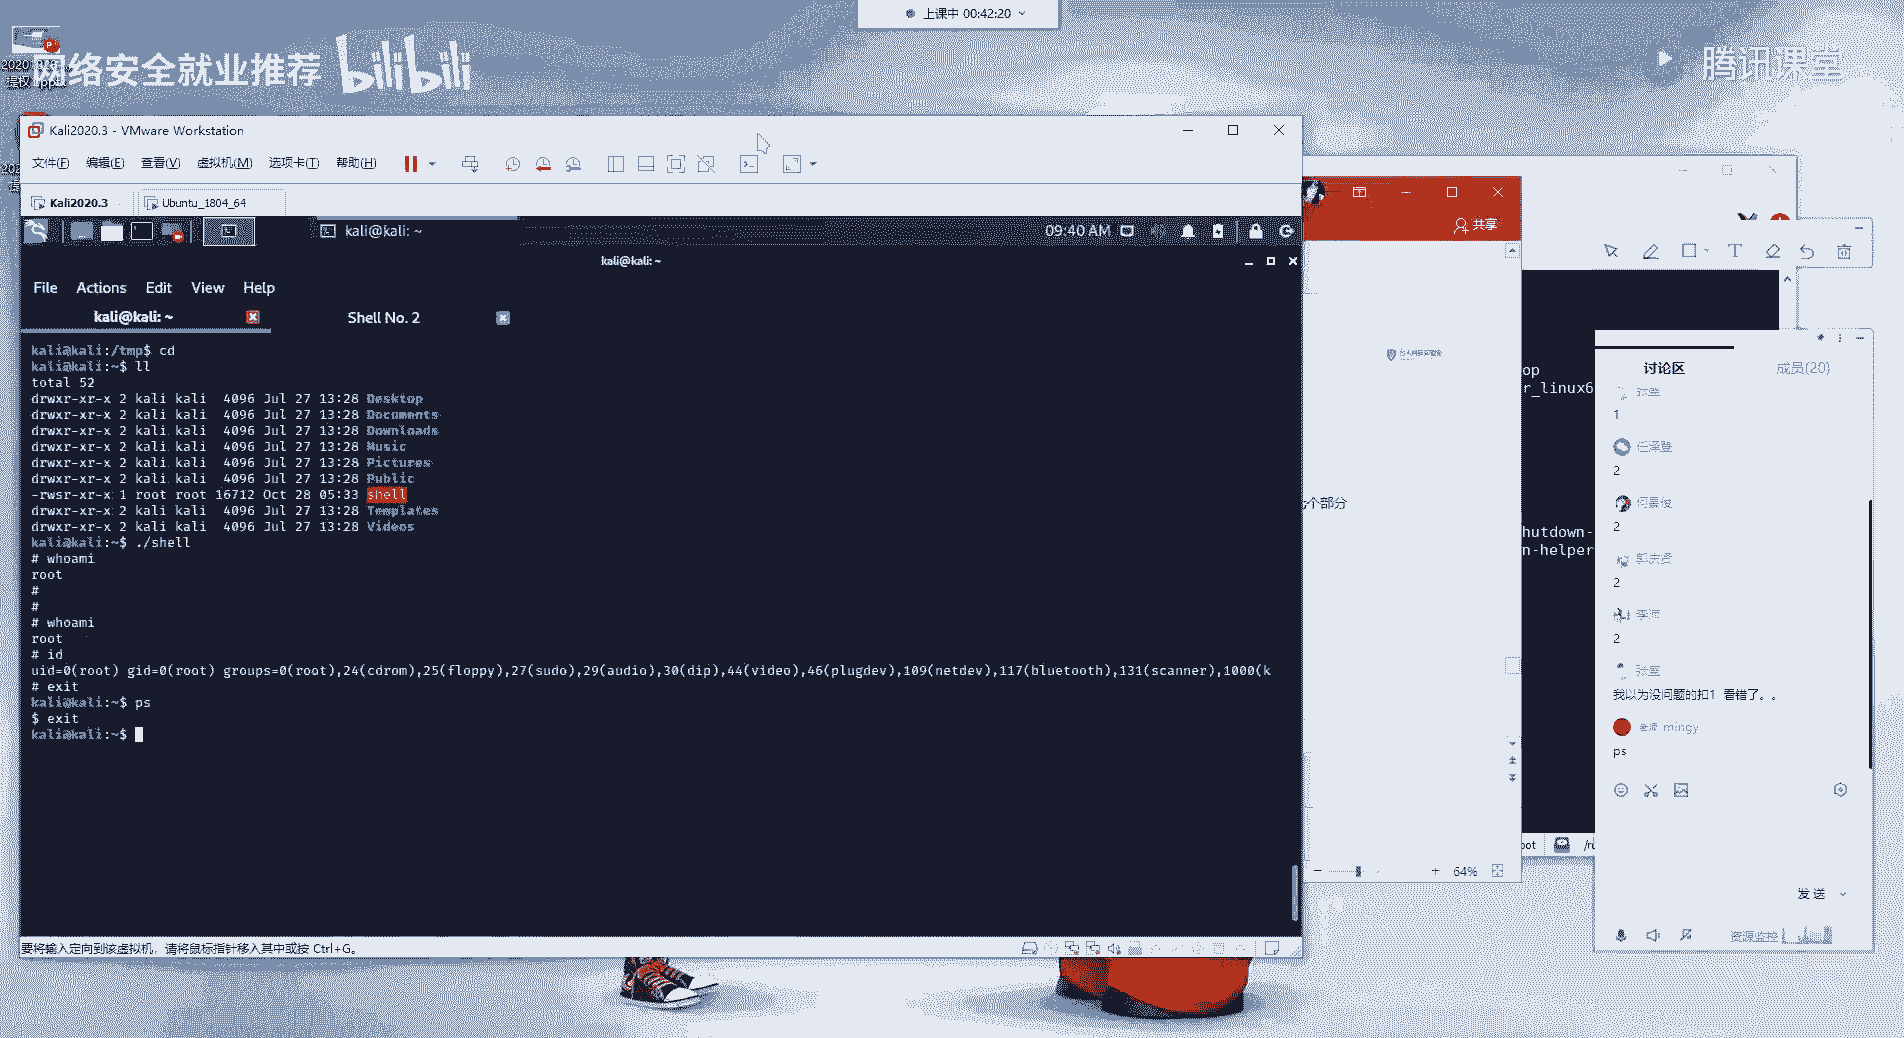 上课中 00:42:20
网络安全就业推荐 bilibili
腾讯课堂
Kali2020.3 - VMware Workstation
文件(F) 编辑(E) 查看(V) 虚拟机(M) 选项卡(T) 帮助(H)
Kali2020.3
Ubuntu_1804_64
kali@kali: ~
09:40 AM
kali@kali: ~
File Actions Edit View Help
kali@kali: ~
Shell No. 2
kali@kali:/tmp$ cd
kali@kali:~$ ll
total 52
drwxr-xr-x 2 kali kali  4096 Jul 27 13:28 Desktop
drwxr-xr-x 2 kali kali  4096 Jul 27 13:28 Documents
drwxr-xr-x 2 kali kali  4096 Jul 27 13:28 Downloads
drwxr-xr-x 2 kali kali  4096 Jul 27 13:28 Music
drwxr-xr-x 2 kali kali  4096 Jul 27 13:28 Pictures
drwxr-xr-x 2 kali kali  4096 Jul 27 13:28 Public
-rwsr-xr-x 1 root root 16712 Oct 28 05:33 shell
drwxr-xr-x 2 kali kali  4096 Jul 27 13:28 Templates
drwxr-xr-x 2 kali kali  4096 Jul 27 13:28 Videos
kali@kali:~$ ./shell
# whoami
root
#
#
# whoami
root
# id
uid=0(root) gid=0(root) groups=0(root),24(cdrom),25(floppy),27(sudo),29(audio),30(dip),44(video),46(plugdev),109(netdev),117(bluetooth),131(scanner),1000(k
# exit
kali@kali:~$ ps
$ exit
kali@kali:~$
要将输入定向到该虚拟机，请将鼠标指针移入其中或按 Ctrl+G。
共享
个部分
64%
op
r_linux6
hutdown-
n-helper
oot
讨论区
成员(20)
1
任泽登
2
2
2
2
我以为没问题的扣1 看错了。。
mingy
ps
发送
资源监控